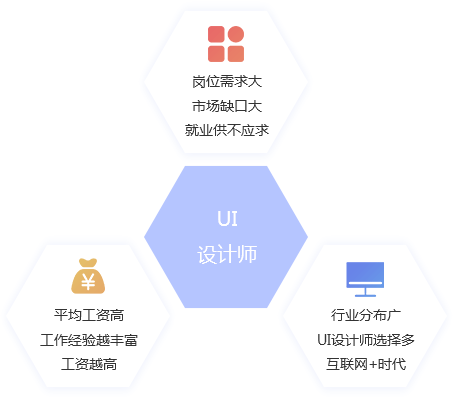 岗位需求大
市场缺口大
就业供不应求
UI
设计师
¥
平均工资高
工作经验越丰富
工资越高
行业分布广
UI设计师选择多
互联网+时代